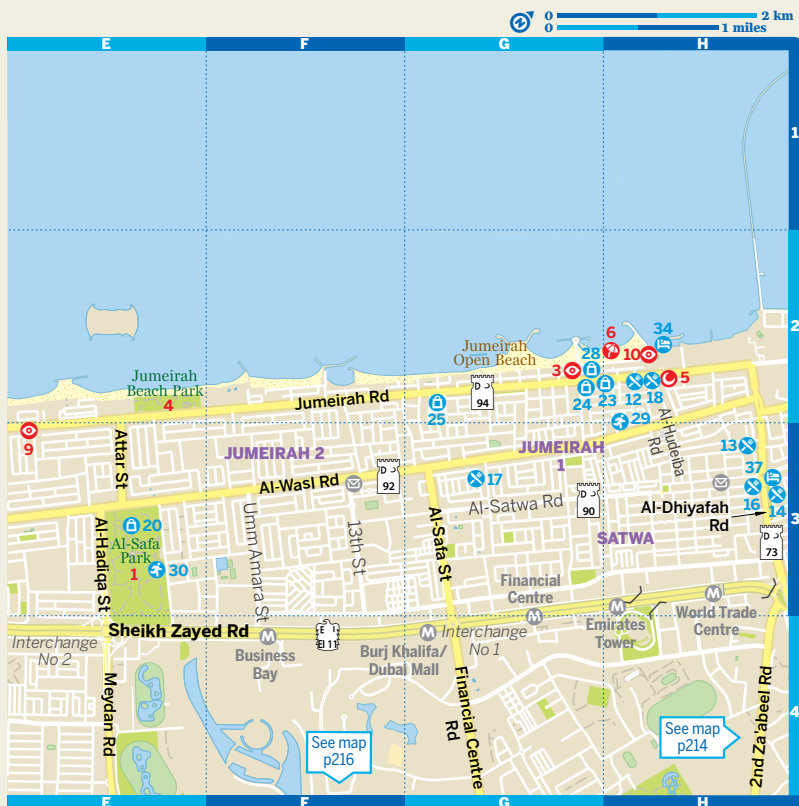 0 2 km
0 1 miles
E F G H
1
2
34
6
Jumeirah
Open Beach
28
10
3
5
Jumeirah
Beach Park
4
D
94
24
23
12
18
Jumeirah Rd
25
29
9
Attar St
JUMEIRAH 2
JUMEIRAH
1
Al-Hudeiba
Rd
13
D
92
17
37
Al-Wasl Rd
Al-Satwa Rd
D
90
16
14
Al-Dhiyafah
Rd
3
20
Al-Safa
Park
1
30
Al-Hadiqa St
Umm Amara St
13th St
Al-Safa St
SATWA
D
73
Financial
Centre
M
M
M
World Trade
Centre
Emirates
Tower
Sheikh Zayed Rd
Interchange
No 2
M
Business
Bay
E
E11
M
Burj Khalifa/
Dubai Mall
Interchange
No 1
Meydan Rd
Financial Centre
Rd
2nd Za'abeel Rd
4
See map
p216
See map
p214
E F G H